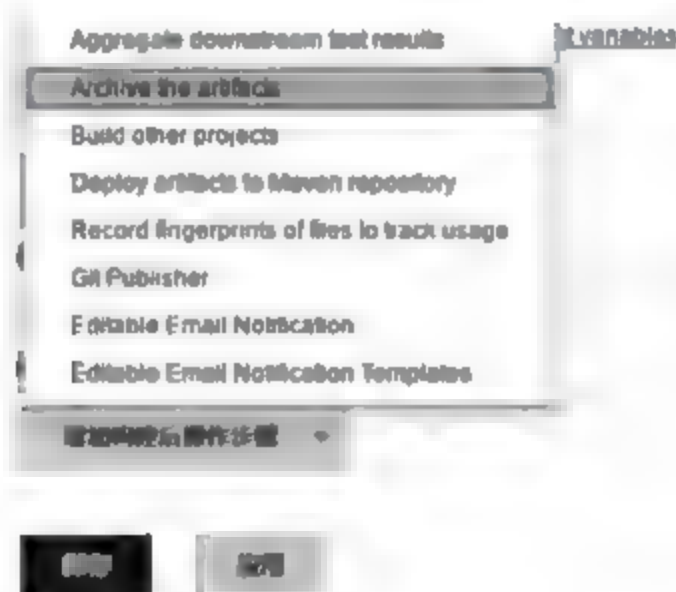 Aggregate downstream test results
t variables
Archive the artifacts
Build other projects
Deploy artifacts to Maven repository
Record fingerprints of files to track usage
Git Publisher
Editable Email Notification
Editable Email Notification Templates